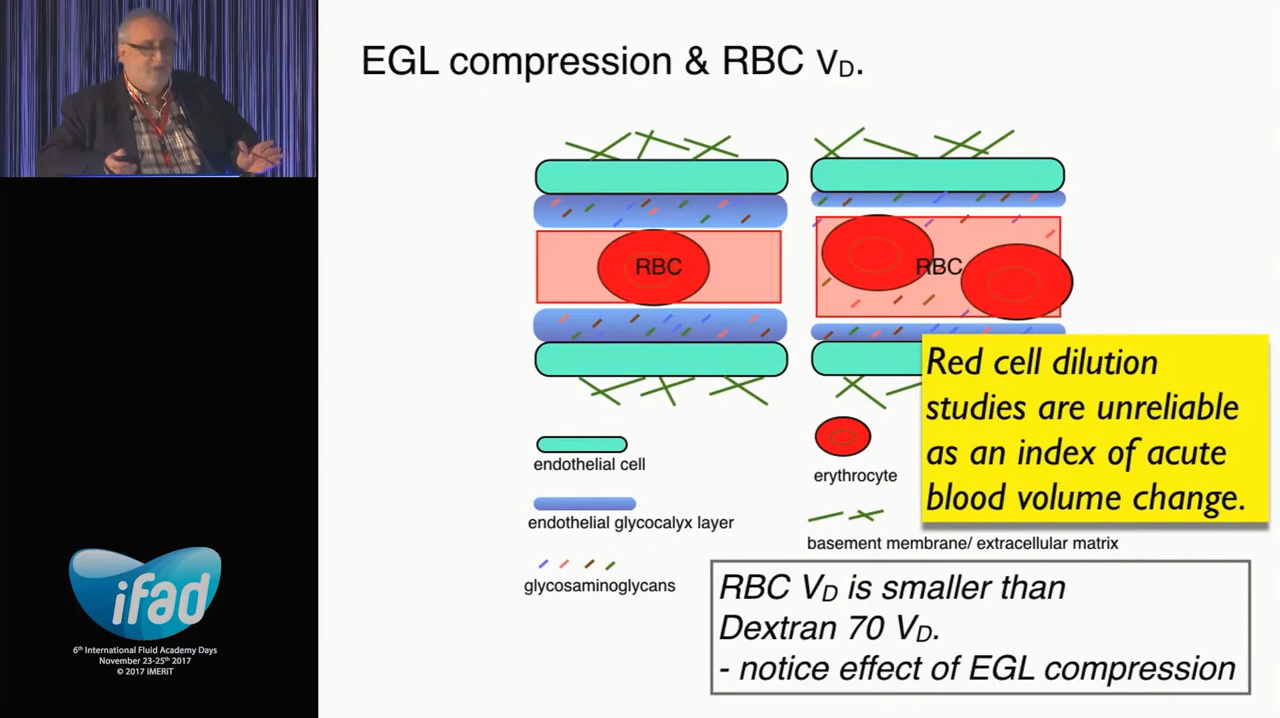 EGL compression & RBC VD.
RBC
RBC
endothelial cell
erythrocyte
endothelial glycocalyx layer
basement membrane/ extracellular matrix
glycosaminoglycans
Red cell dilution
studies are unreliable
as an index of acute
blood volume change.
RBC VD is smaller than
Dextran 70 VD.
- notice effect of EGL compression
ifad
6th International Fluid Academy Days
November 23-25th 2017
© 2017 iMERiT